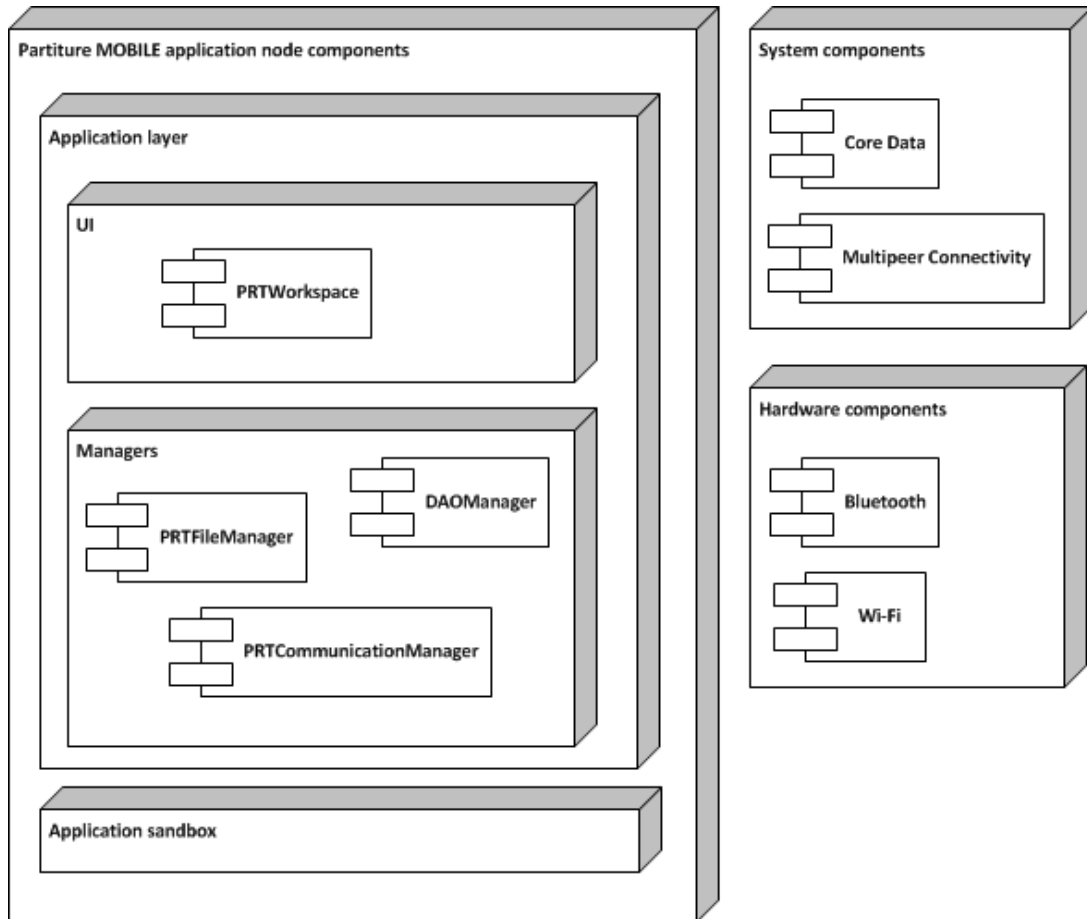 Partiture MOBILE application node components
Application layer
UI
PRTWorkspace
Managers
DAOManager
PRTFileManager
PRTCommunicationManager
Application sandbox
System components
Core Data
Multipeer Connectivity
Hardware components
Bluetooth
Wi-Fi